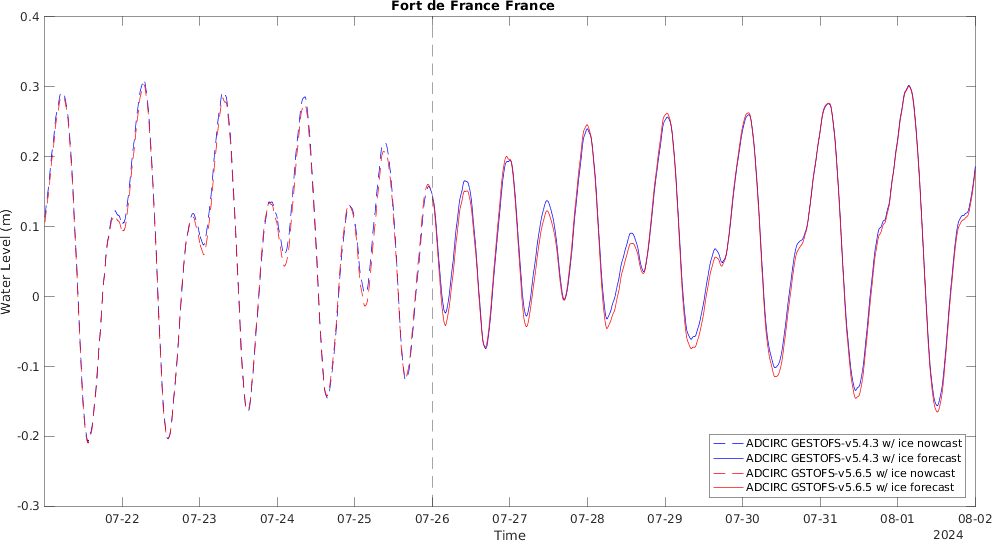 Fort de France France
0.4
0.3
0.2
0.1
0
-0.1
-0.2
-0.3
Water Level (m)
ADCIRC GESTOFS-v5.4.3 w/ ice nowcast
ADCIRC GESTOFS-v5.4.3 w/ ice forecast
ADCIRC GSTOFS-v5.6.5 w/ ice nowcast
ADCIRC GSTOFS-v5.6.5 w/ ice forecast
07-22 07-23 07-24 07-25 07-26 07-27 07-28 07-29 07-30 07-31 08-01 08-02
Time
2024